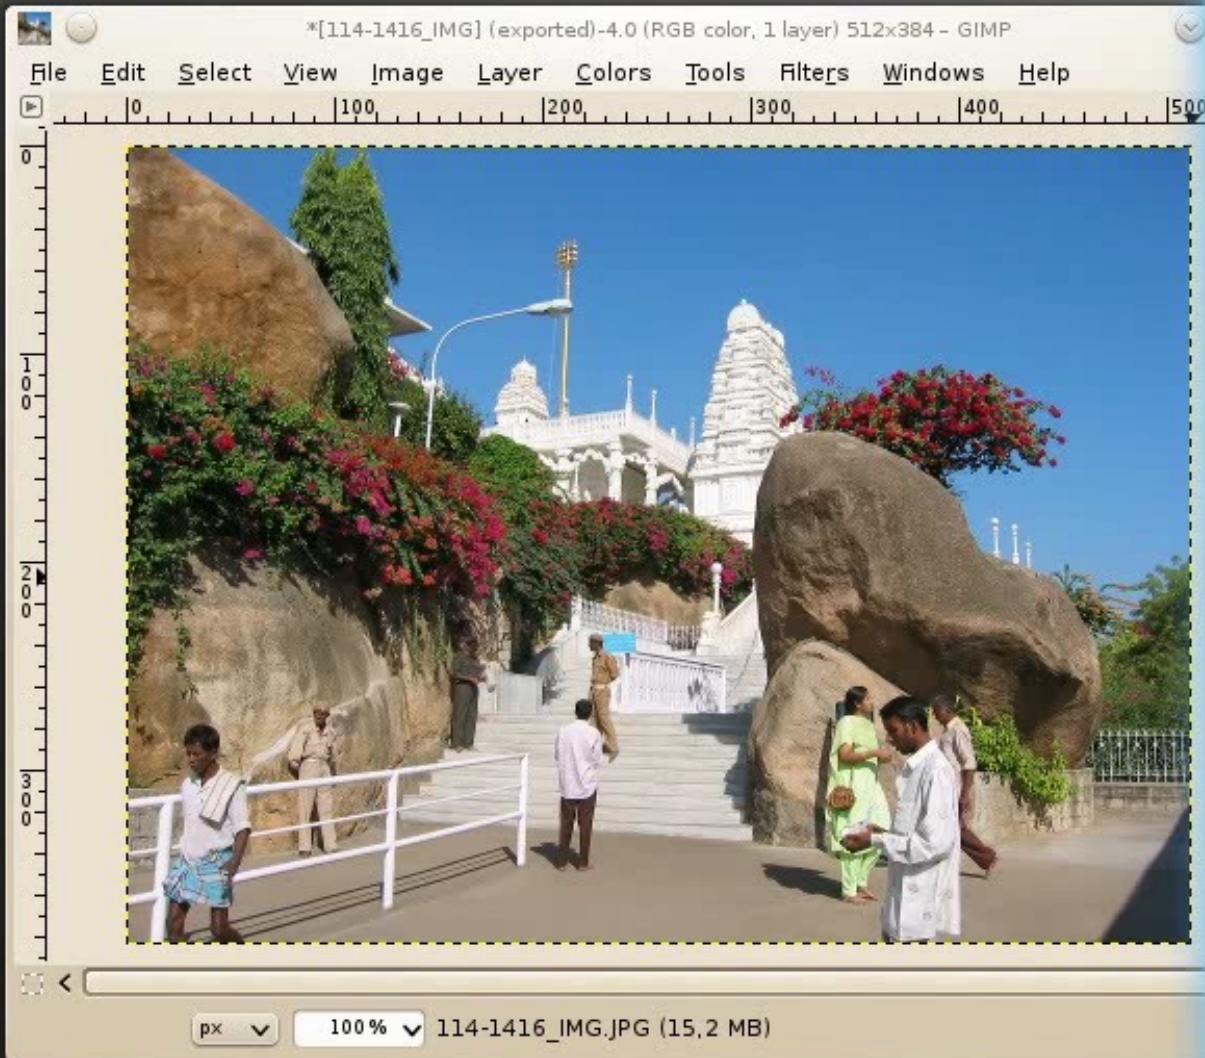 *[114-1416_IMG] (exported)-4.0 (RGB color, 1 layer) 512x384 – GIMP
File Edit Select View Image Layer Colors Tools Filters Windows Help
0 100 200 300 400 500
0
100
200
300
px 100% 114-1416_IMG.JPG (15,2 MB)